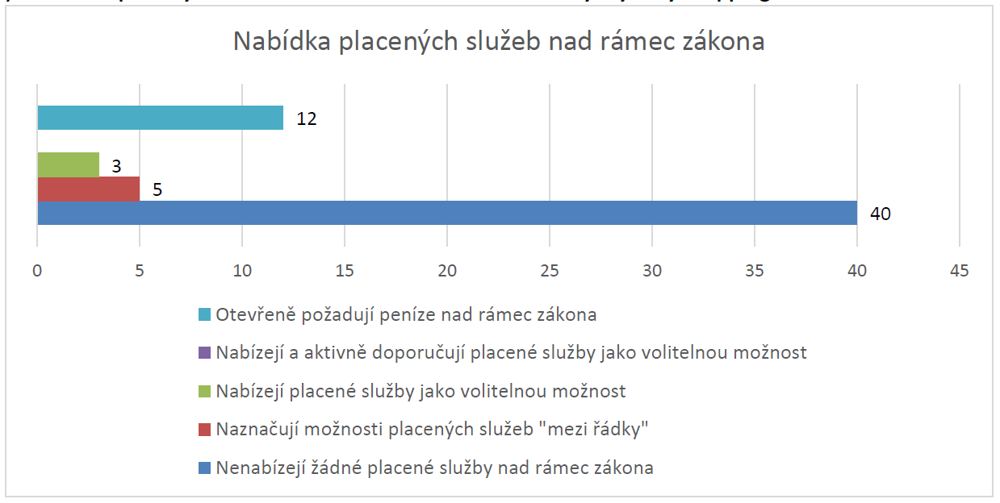 Nabídka placených služeb nad rámec zákona
12
3
5
40
0 5 10 15 20 25 30 35 40 45
Otevřeně požadují peníze nad rámec zákona
Nabízejí a aktivně doporučují placené služby jako volitelnou možnost
Nabízejí placené služby jako volitelnou možnost
Naznačují možnosti placených služeb "mezi řádky"
Nenabízejí žádné placené služby nad rámec zákona